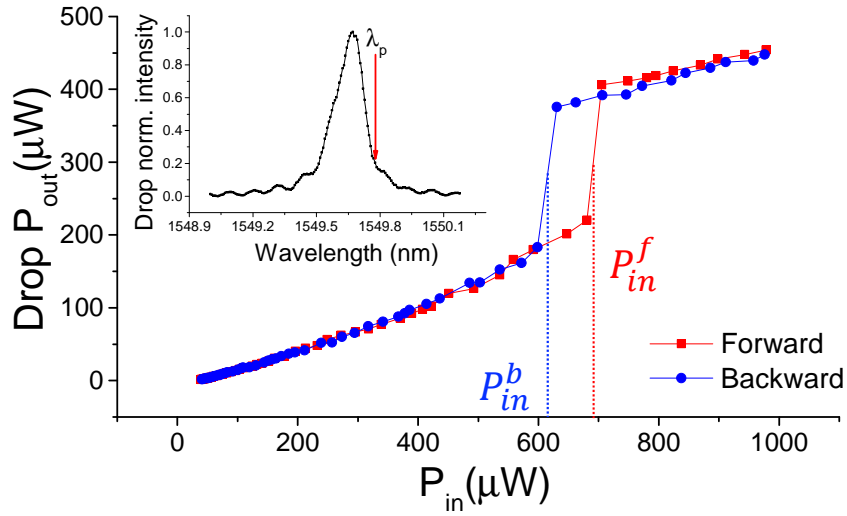 Drop P_out(μW)
500
400
300
200
100
0
0
200
400
600
800
1000
P_in(μW)
Drop norm. intensity
1.0
0.8
0.6
0.4
0.2
0.0
1548.9
1549.2
1549.5
1549.8
1550.1
Wavelength (nm)
λ_p
P_in^f
P_in^b
Forward
Backward